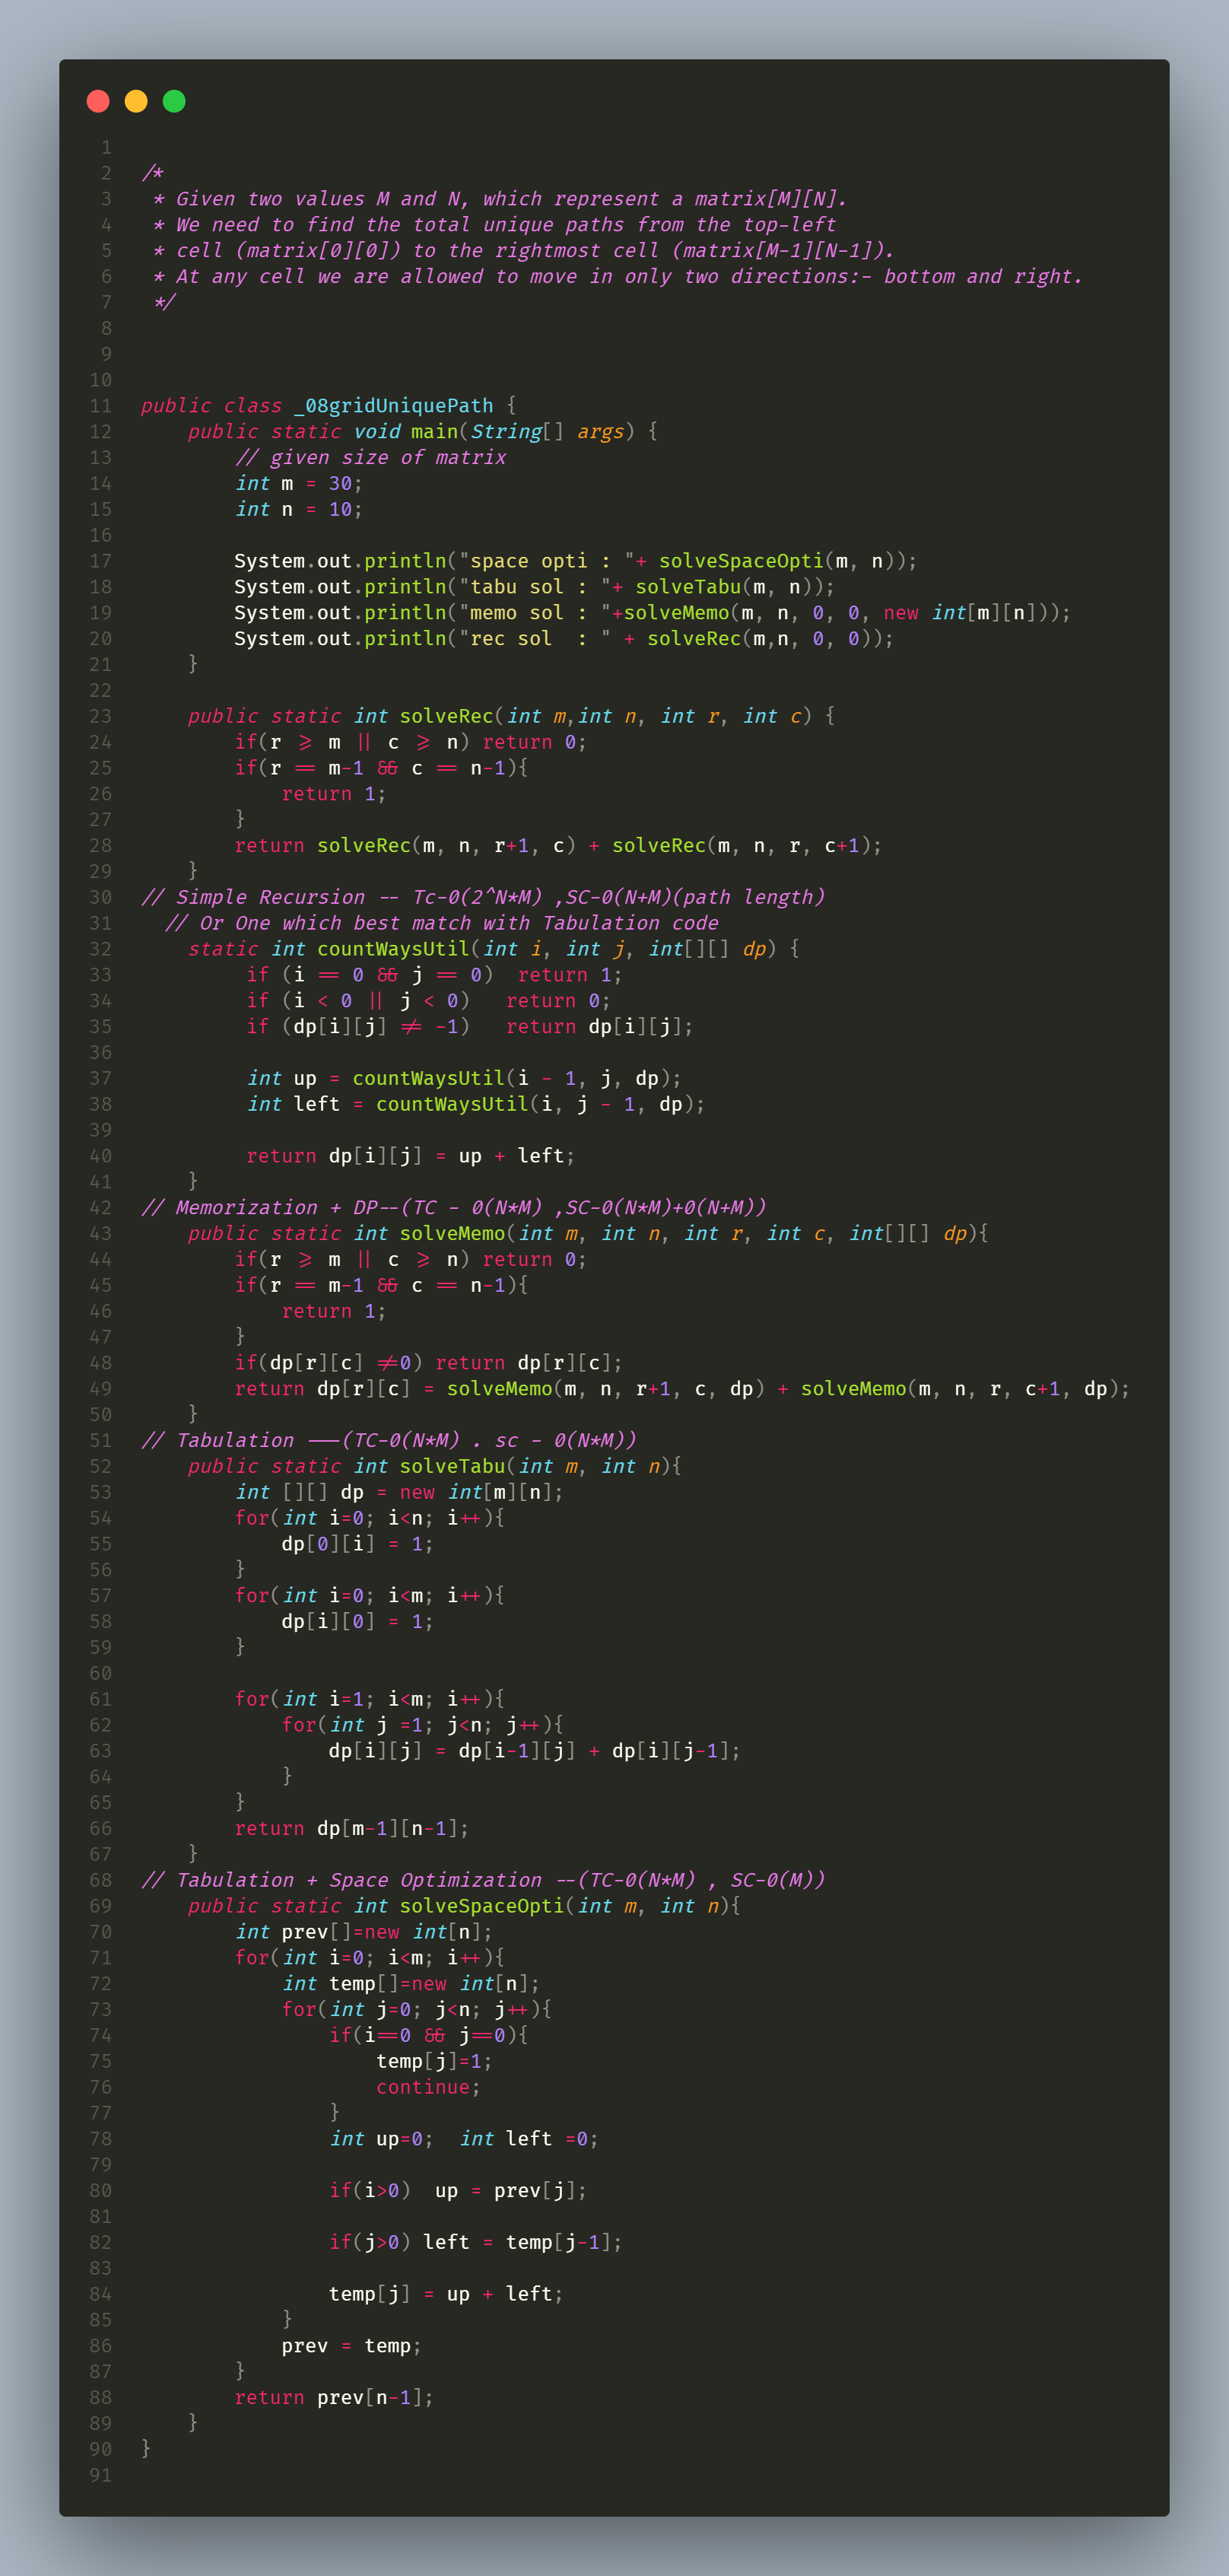 1
2 /*
3  * Given two values M and N, which represent a matrix[M][N].
4  * We need to find the total unique paths from the top-left
5  * cell (matrix[0][0]) to the rightmost cell (matrix[M-1][N-1]).
6  * At any cell we are allowed to move in only two directions:- bottom and right.
7  */
8
9
10
11 public class _08gridUniquePath {
12     public static void main(String[] args) {
13         // given size of matrix
14         int m = 30;
15         int n = 10;
16
17         System.out.println("space opti : "+ solveSpaceOpti(m, n));
18         System.out.println("tabu sol : "+ solveTabu(m, n));
19         System.out.println("memo sol : "+solveMemo(m, n, 0, 0, new int[m][n]));
20         System.out.println("rec sol  : " + solveRec(m,n, 0, 0));
21     }
22
23     public static int solveRec(int m,int n, int r, int c) {
24         if(r >= m || c >= n) return 0;
25         if(r == m-1 && c == n-1){
26             return 1;
27         }
28         return solveRec(m, n, r+1, c) + solveRec(m, n, r, c+1);
29     }
30 // Simple Recursion -- Tc-0(2^N*M) ,SC-0(N+M)(path length)
31   // Or One which best match with Tabulation code
32     static int countWaysUtil(int i, int j, int[][] dp) {
33          if (i == 0 && j == 0)  return 1;
34          if (i < 0 || j < 0)   return 0;
35          if (dp[i][j] != -1)   return dp[i][j];
36
37          int up = countWaysUtil(i - 1, j, dp);
38          int left = countWaysUtil(i, j - 1, dp);
39
40          return dp[i][j] = up + left;
41     }
42 // Memorization + DP--(TC - 0(N*M) ,SC-0(N*M)+0(N+M))
43     public static int solveMemo(int m, int n, int r, int c, int[][] dp){
44         if(r >= m || c >= n) return 0;
45         if(r == m-1 && c == n-1){
46             return 1;
47         }
48         if(dp[r][c] !=0) return dp[r][c];
49         return dp[r][c] = solveMemo(m, n, r+1, c, dp) + solveMemo(m, n, r, c+1, dp);
50     }
51 // Tabulation ---(TC-0(N*M) . sc - 0(N*M))
52     public static int solveTabu(int m, int n){
53         int [][] dp = new int[m][n];
54         for(int i=0; i<n; i++){
55             dp[0][i] = 1;
56         }
57         for(int i=0; i<m; i++){
58             dp[i][0] = 1;
59         }
60
61         for(int i=1; i<m; i++){
62             for(int j =1; j<n; j++){
63                 dp[i][j] = dp[i-1][j] + dp[i][j-1];
64             }
65         }
66         return dp[m-1][n-1];
67     }
68 // Tabulation + Space Optimization --(TC-0(N*M) , SC-0(M))
69     public static int solveSpaceOpti(int m, int n){
70         int prev[]=new int[n];
71         for(int i=0; i<m; i++){
72             int temp[]=new int[n];
73             for(int j=0; j<n; j++){
74                 if(i==0 && j==0){
75                     temp[j]=1;
76                     continue;
77                 }
78                 int up=0;  int left =0;
79
80                 if(i>0)  up = prev[j];
81
82                 if(j>0) left = temp[j-1];
83
84                 temp[j] = up + left;
85             }
86             prev = temp;
87         }
88         return prev[n-1];
89     }
90 }
91